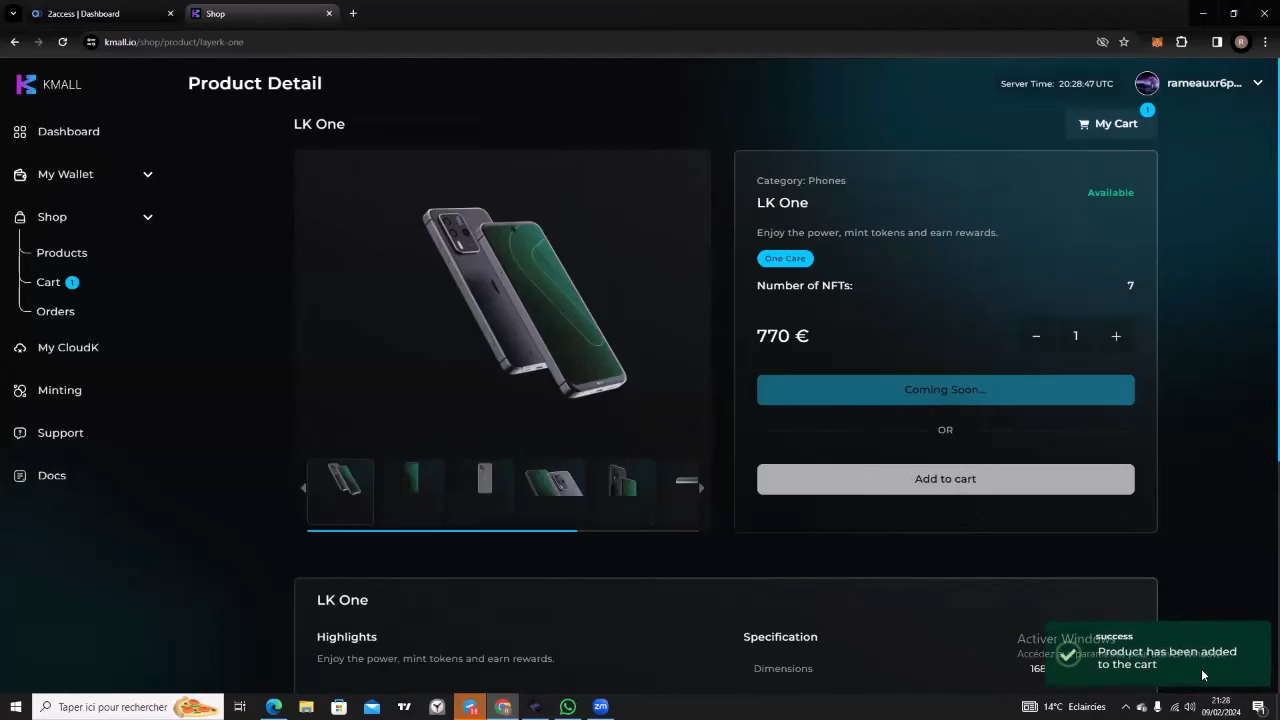 2access | Dashboard
Shop
kmall.io/shop/product/layerk-one
KMALL
Product Detail
Server Time: 20:28:47 UTC
rameauxr6p...
Dashboard
My Wallet
Shop
Products
Cart 1
Orders
My CloudK
Minting
Support
Docs
LK One
1
My Cart
Category: Phones
Available
LK One
Enjoy the power, mint tokens and earn rewards.
One Care
Number of NFTs: 7
770 €
− 1 +
Coming Soon...
OR
Add to cart
LK One
Highlights
Enjoy the power, mint tokens and earn rewards.
Specification
Dimensions
168
Activer Windows
success
Product has been added
to the cart
Taper ici pour rechercher
14°C Eclaircies
21:28
09/02/2024